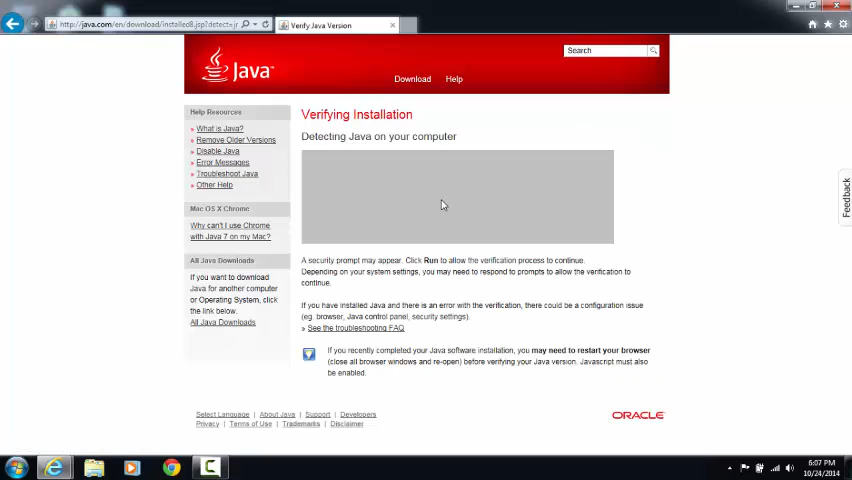 http://java.com/en/download/installed8.jsp?detect=jr
Verify Java Version
Java™
Search
Download Help
Help Resources
» What is Java?
» Remove Older Versions
» Disable Java
» Error Messages
» Troubleshoot Java
» Other Help
Mac OS X Chrome
Why can't I use Chrome
with Java 7 on my Mac?
All Java Downloads
If you want to download
Java for another computer
or Operating System, click
the link below.
All Java Downloads
Verifying Installation
Detecting Java on your computer
A security prompt may appear. Click Run to allow the verification process to continue.
Depending on your system settings, you may need to respond to prompts to allow the verification to
continue.
If you have installed Java and there is an error with the verification, there could be a configuration issue
(eg. browser, Java control panel, security settings).
» See the troubleshooting FAQ
If you recently completed your Java software installation, you may need to restart your browser
(close all browser windows and re-open) before verifying your Java version. Javascript must also
be enabled.
Feedback
Select Language | About Java | Support | Developers
Privacy | Terms of Use | Trademarks | Disclaimer
ORACLE
6:07 PM
10/24/2014